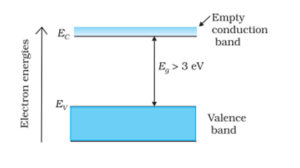 Electron energies
E_C
Empty
conduction
band
E_g > 3 eV
E_V
Valence
band